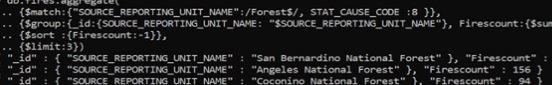 db.fires.aggregate(
.. {$match:{"SOURCE_REPORTING_UNIT_NAME":/Forest$/, STAT_CAUSE_CODE :8 }},
.. {$group:{_id:{SOURCE_REPORTING_UNIT_NAME: "$SOURCE_REPORTING_UNIT_NAME"}, Firescount:{$sum
.. {$sort :{Firescount:-1}},
.. {$limit:3})
"_id" : { "SOURCE_REPORTING_UNIT_NAME" : "San Bernardino National Forest" }, "Firescount"
"_id" : { "SOURCE_REPORTING_UNIT_NAME" : "Angeles National Forest" }, "Firescount" : 156 }
"_id" : { "SOURCE_REPORTING_UNIT_NAME" : "Coconino National Forest" }, "Firescount" : 94 }